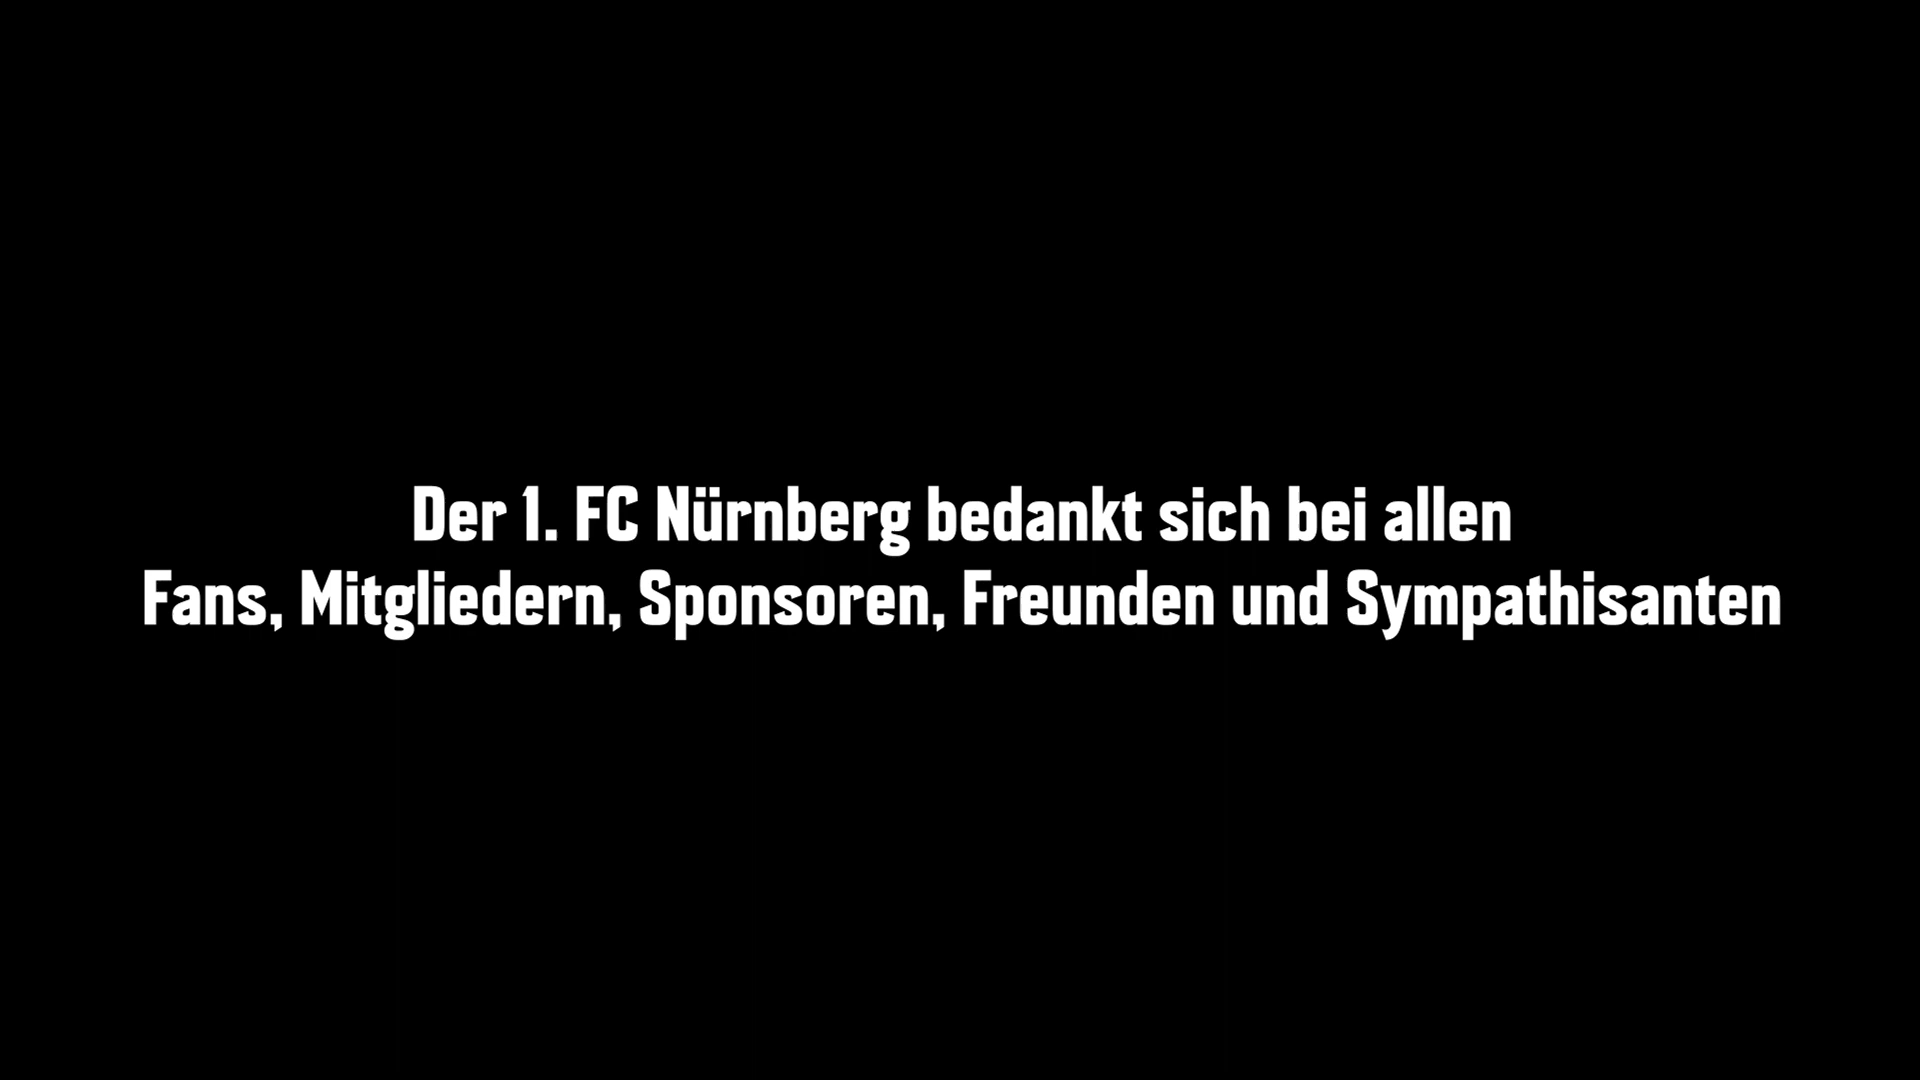 Der 1. FC Nürnberg bedankt sich bei allen
Fans, Mitgliedern, Sponsoren, Freunden und Sympathisanten